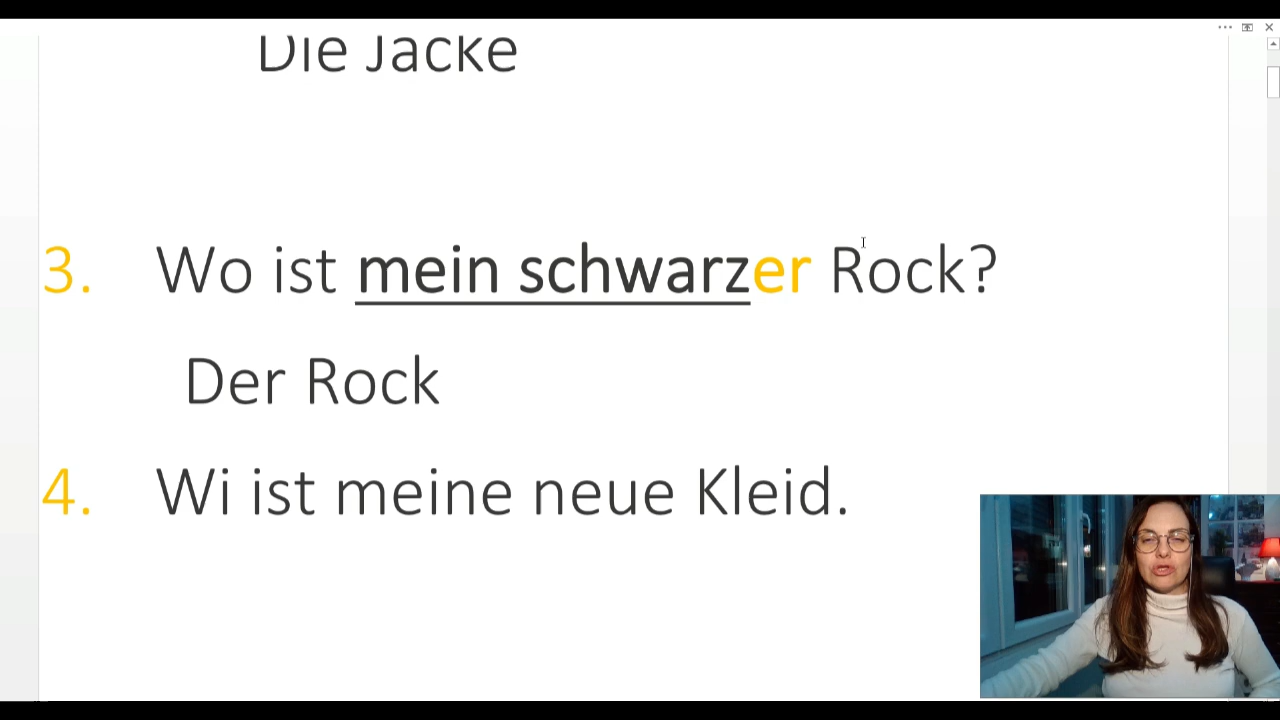 Die Jacke
3. Wo ist mein schwarzer Rock?
Der Rock
4. Wi ist meine neue Kleid.